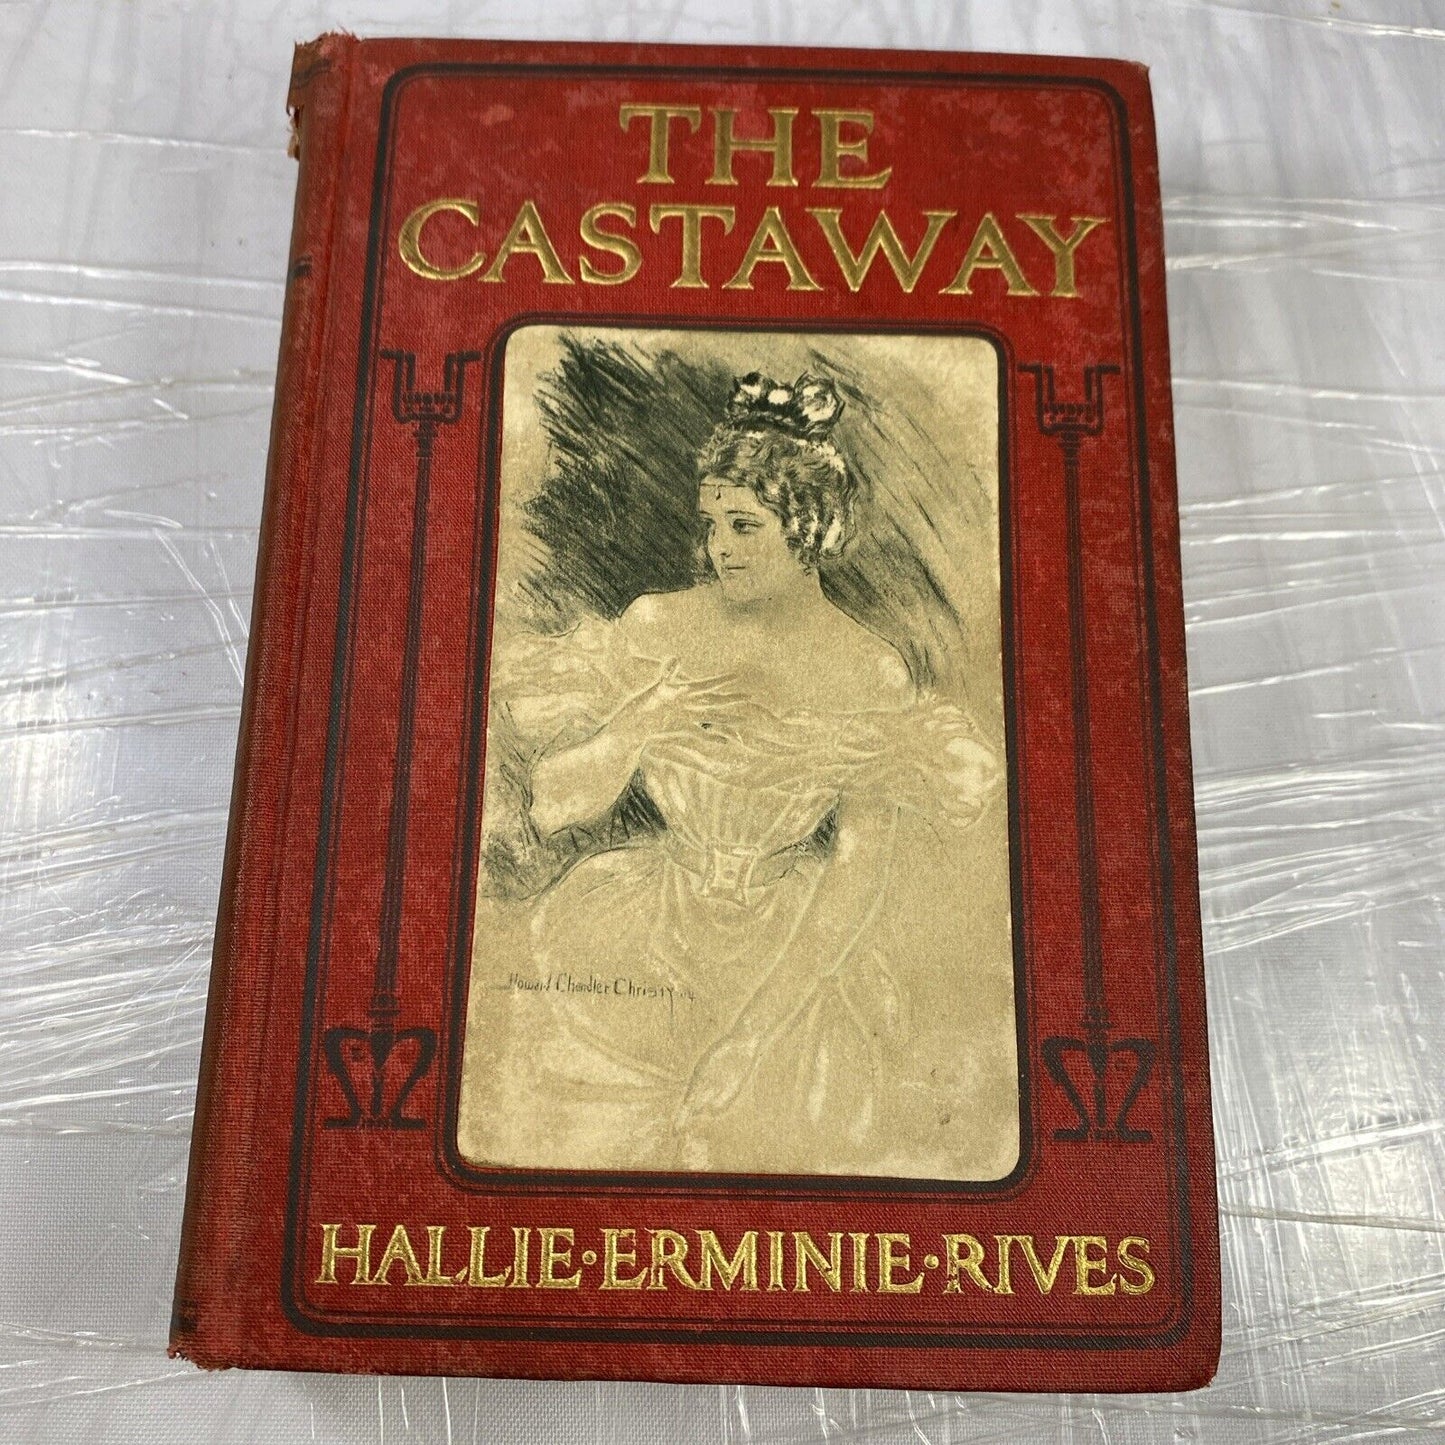 THE
CASTAWAY
Howard Chandler Christy
HALLIE·ERMINIE·RIVES